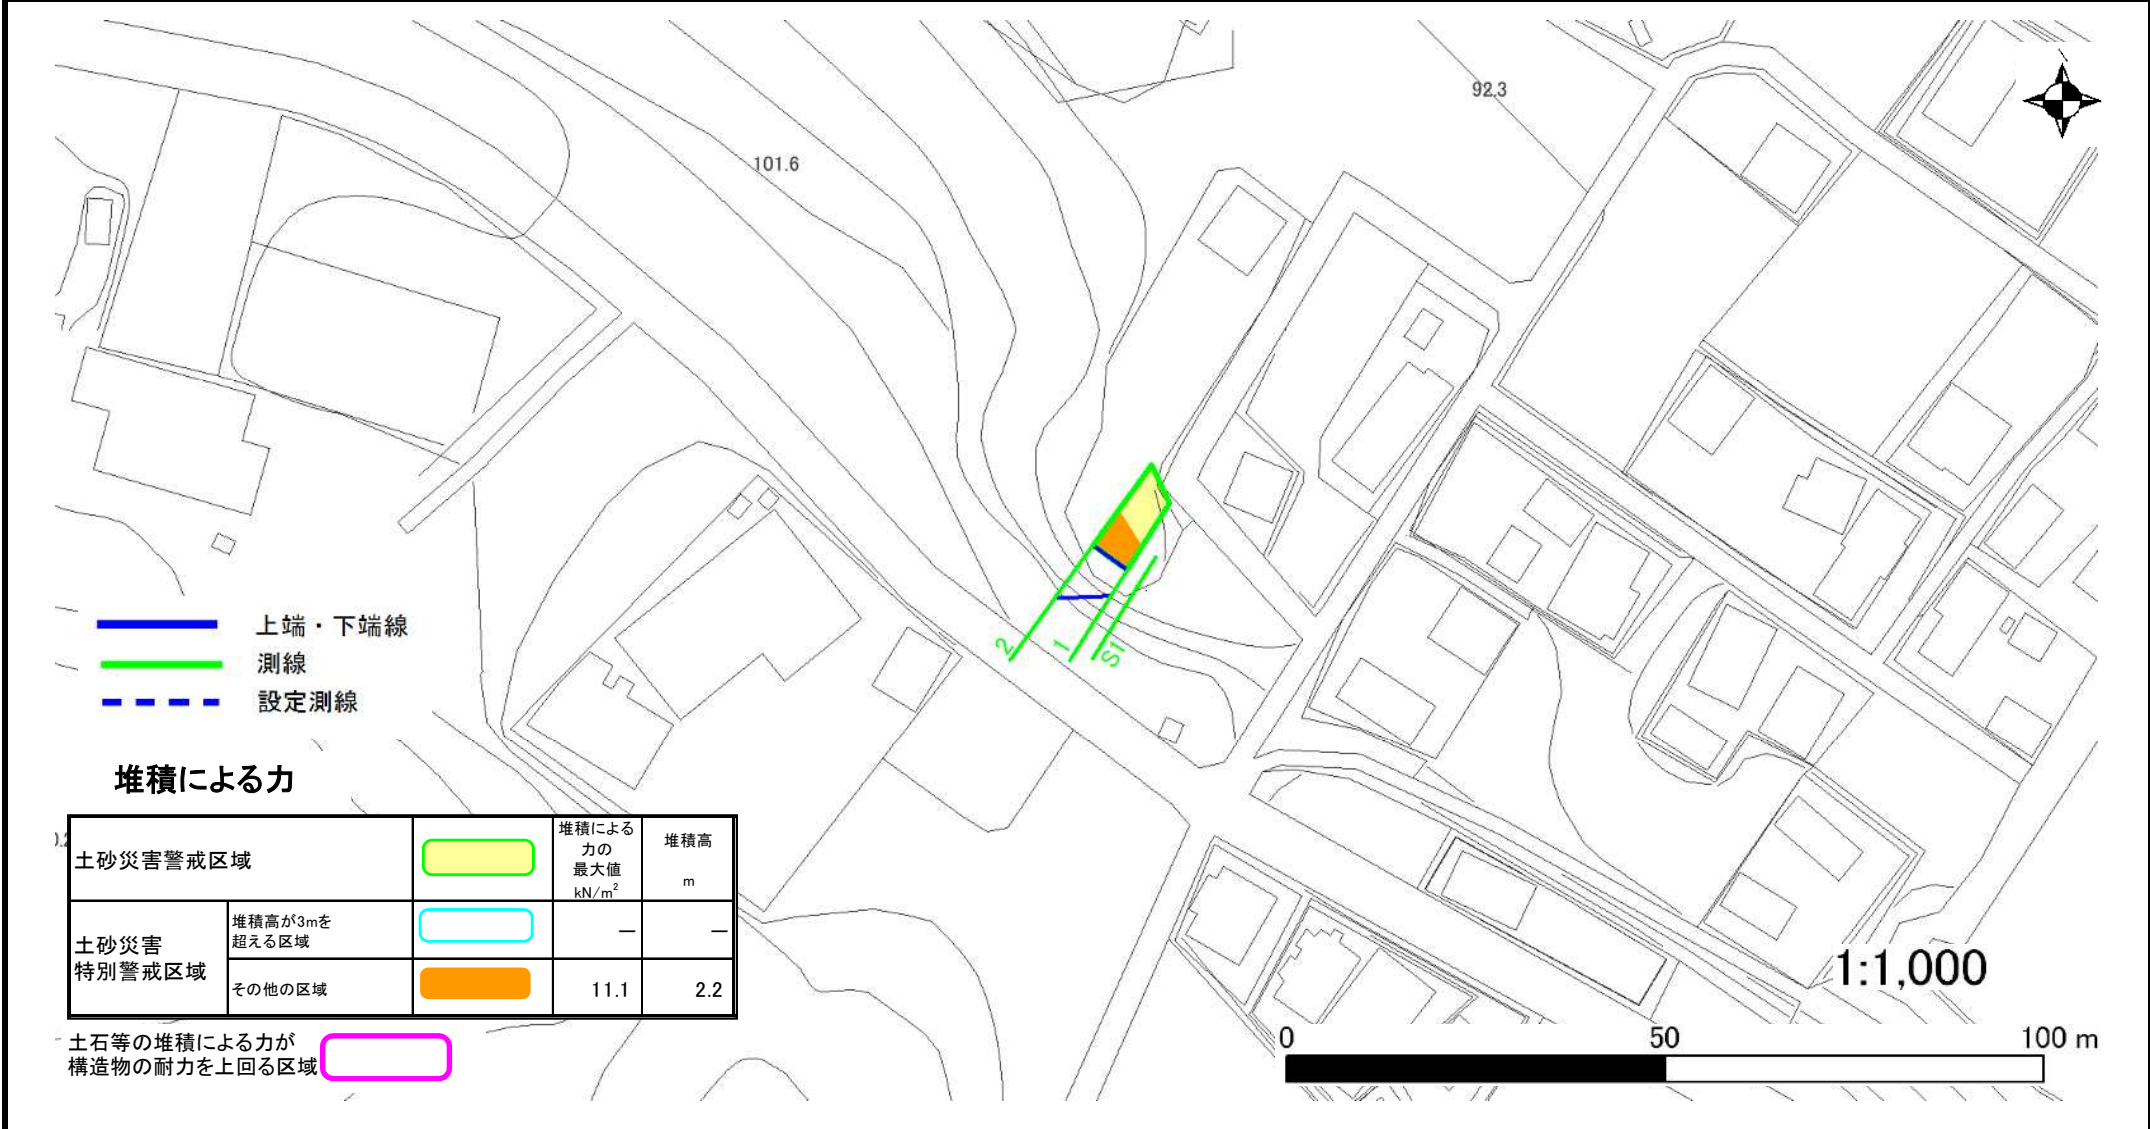 92.3
101.6
2
1
S1
上端・下端線
測線
設定測線
堆積による力
土砂災害警戒区域
堆積による
力の
最大値
kN/m²
堆積高
m
土砂災害
特別警戒区域
堆積高が3mを
超える区域
－
－
その他の区域
11.1
2.2
土石等の堆積による力が
構造物の耐力を上回る区域
1:1,000
0
50
100 m